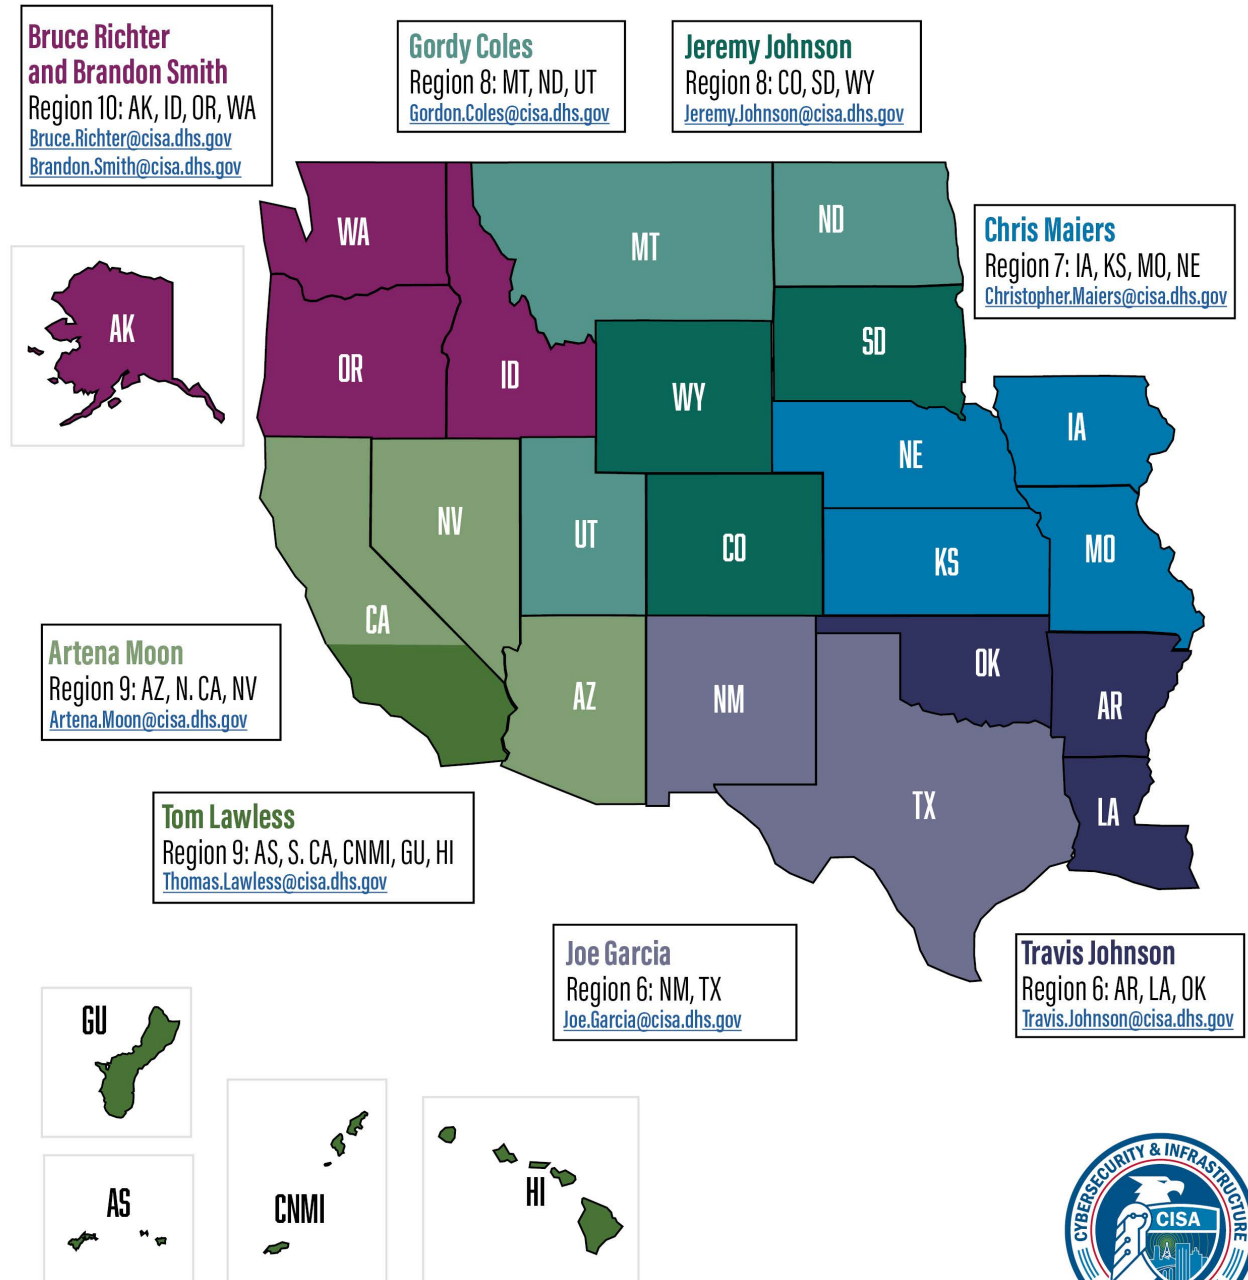 Bruce Richter
and Brandon Smith
Region 10: AK, ID, OR, WA
Bruce.Richter@cisa.dhs.gov
Brandon.Smith@cisa.dhs.gov
Gordy Coles
Region 8: MT, ND, UT
Gordon.Coles@cisa.dhs.gov
Jeremy Johnson
Region 8: CO, SD, WY
Jeremy.Johnson@cisa.dhs.gov
Chris Maiers
Region 7: IA, KS, MO, NE
Christopher.Maiers@cisa.dhs.gov
WA
MT
ND
AK
OR
ID
WY
SD
NE
IA
NV
UT
CO
KS
MO
CA
AZ
NM
OK
AR
TX
LA
Artena Moon
Region 9: AZ, N. CA, NV
Artena.Moon@cisa.dhs.gov
Tom Lawless
Region 9: AS, S. CA, CNMI, GU, HI
Thomas.Lawless@cisa.dhs.gov
Joe Garcia
Region 6: NM, TX
Joe.Garcia@cisa.dhs.gov
Travis Johnson
Region 6: AR, LA, OK
Travis.Johnson@cisa.dhs.gov
GU
AS
CNMI
HI
CYBERSECURITY & INFRASTRUCTURE
CISA